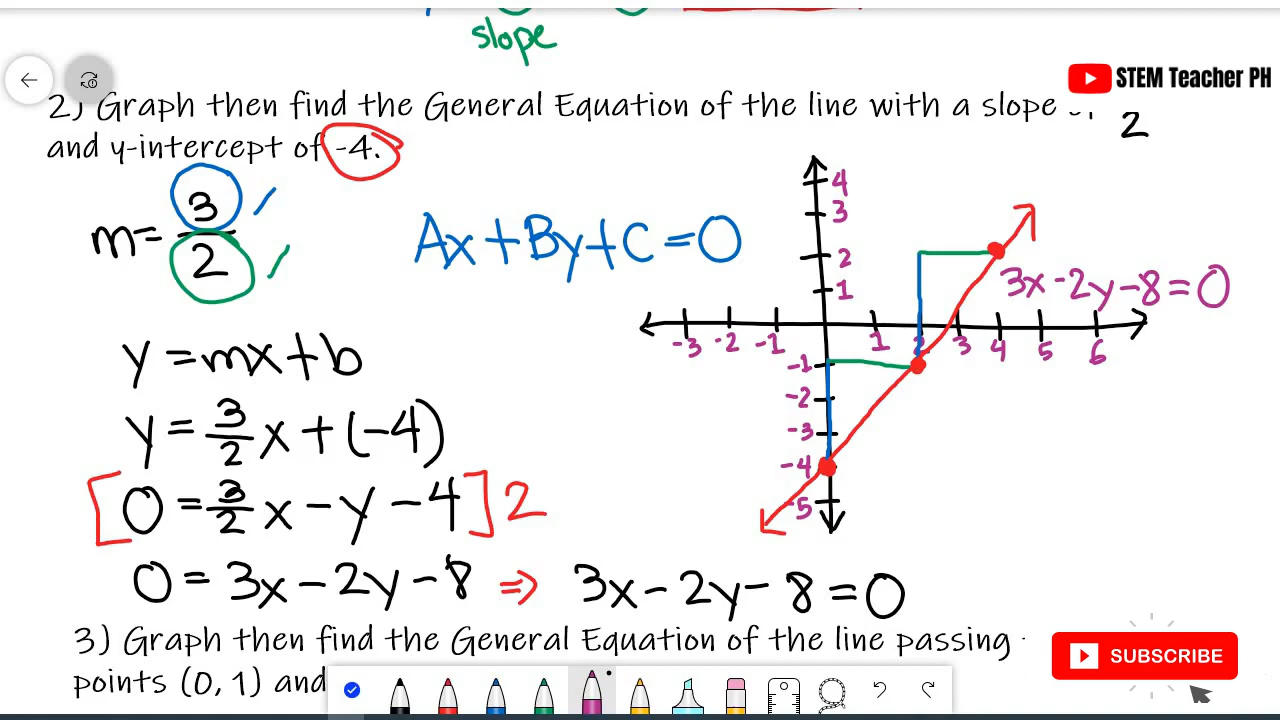 slope
STEM Teacher PH
2) Graph then find the General Equation of the line with a slope
2
and y-intercept of -4.
m = 3/2
Ax + By + C = 0
4
3
2
1
3x - 2y - 8 = 0
-3 -2 -1 1 2 3 4 5 6
-1
-2
-3
-4
-5
y = mx + b
y = 3/2 x + (-4)
[0 = 3/2 x - y - 4] 2
0 = 3x - 2y - 8 ⇒ 3x - 2y - 8 = 0
3) Graph then find the General Equation of the line passing
points (0, 1) and
SUBSCRIBE